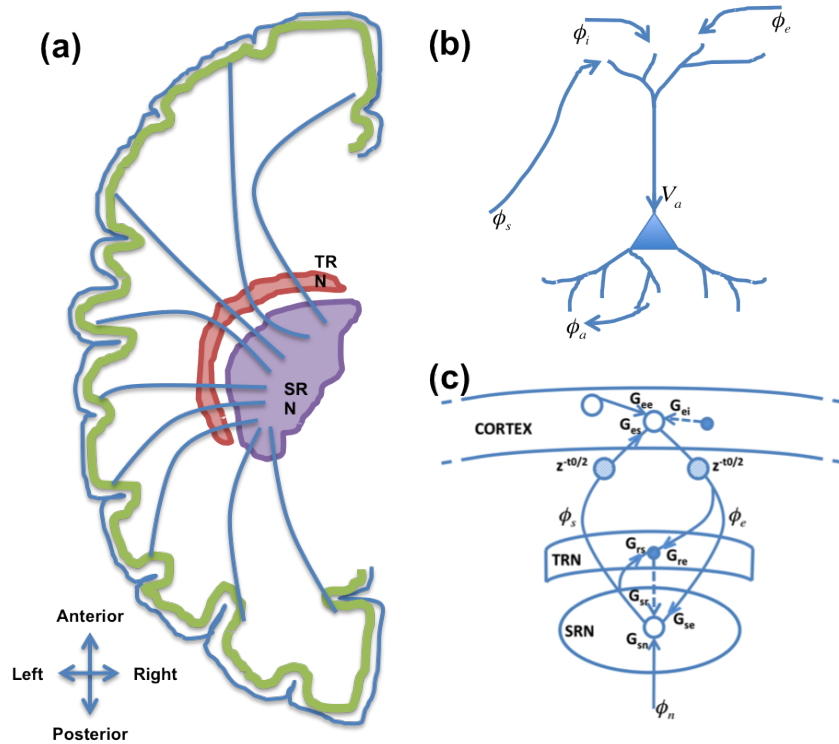 (a)
TR
N
SR
N
Anterior
Left
Right
Posterior
(b)
ϕi
ϕe
ϕs
Va
ϕa
(c)
CORTEX
Gee
Gei
Ges
z-t0/2
z-t0/2
ϕs
ϕe
TRN
Grs
Gre
Gsr
SRN
Gse
Gsn
ϕn